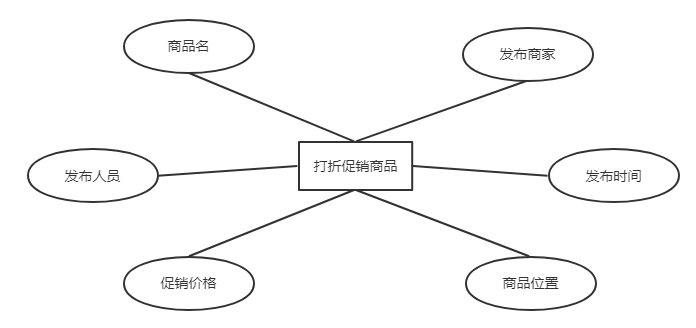 商品名
发布商家
发布人员
打折促销商品
发布时间
促销价格
商品位置